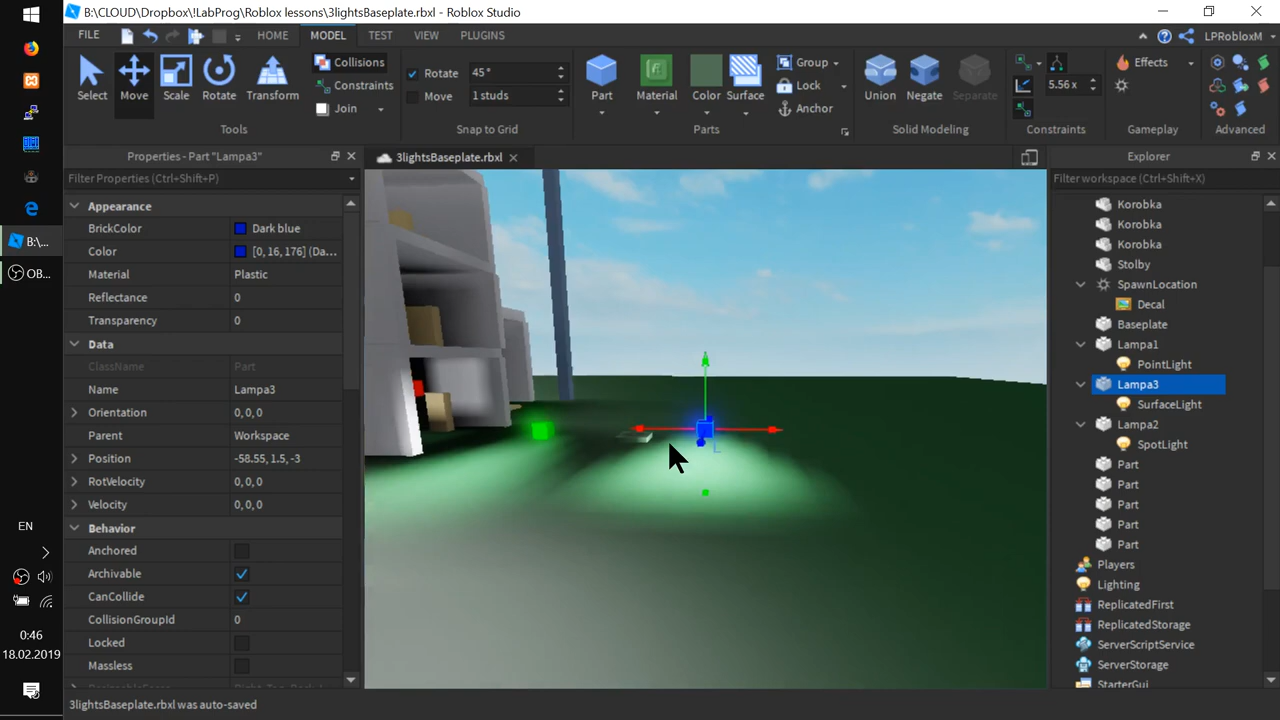 B:\CLOUD\Dropbox\!LabProg\Roblox lessons\3lightsBaseplate.rbxl - Roblox Studio
FILE HOME MODEL TEST VIEW PLUGINS LPRobloxM
Select Move Scale Rotate Transform
Collisions
Constraints
Join
Tools
Rotate 45°
Move 1 studs
Snap to Grid
Part Material Color Surface
Group
Lock
Anchor
Parts
Union Negate Separate
Solid Modeling
5.56 x
Constraints
Effects
Gameplay
Advanced
Properties - Part "Lampa3"
Filter Properties (Ctrl+Shift+P)
Appearance
BrickColor Dark blue
Color [0, 16, 176] (Da...
Material Plastic
Reflectance 0
Transparency 0
Data
ClassName Part
Name Lampa3
Orientation 0, 0, 0
Parent Workspace
Position -58.55, 1.5, -3
RotVelocity 0, 0, 0
Velocity 0, 0, 0
Behavior
Anchored
Archivable
CanCollide
CollisionGroupId 0
Locked
Massless
3lightsBaseplate.rbxl
Explorer
Filter workspace (Ctrl+Shift+X)
Korobka
Korobka
Korobka
Stolby
SpawnLocation
Decal
Baseplate
Lampa1
PointLight
Lampa3
SurfaceLight
Lampa2
SpotLight
Part
Part
Part
Part
Part
Players
Lighting
ReplicatedFirst
ReplicatedStorage
ServerScriptService
ServerStorage
StarterGui
B:\...
OB...
EN
0:46
18.02.2019
3lightsBaseplate.rbxl was auto-saved